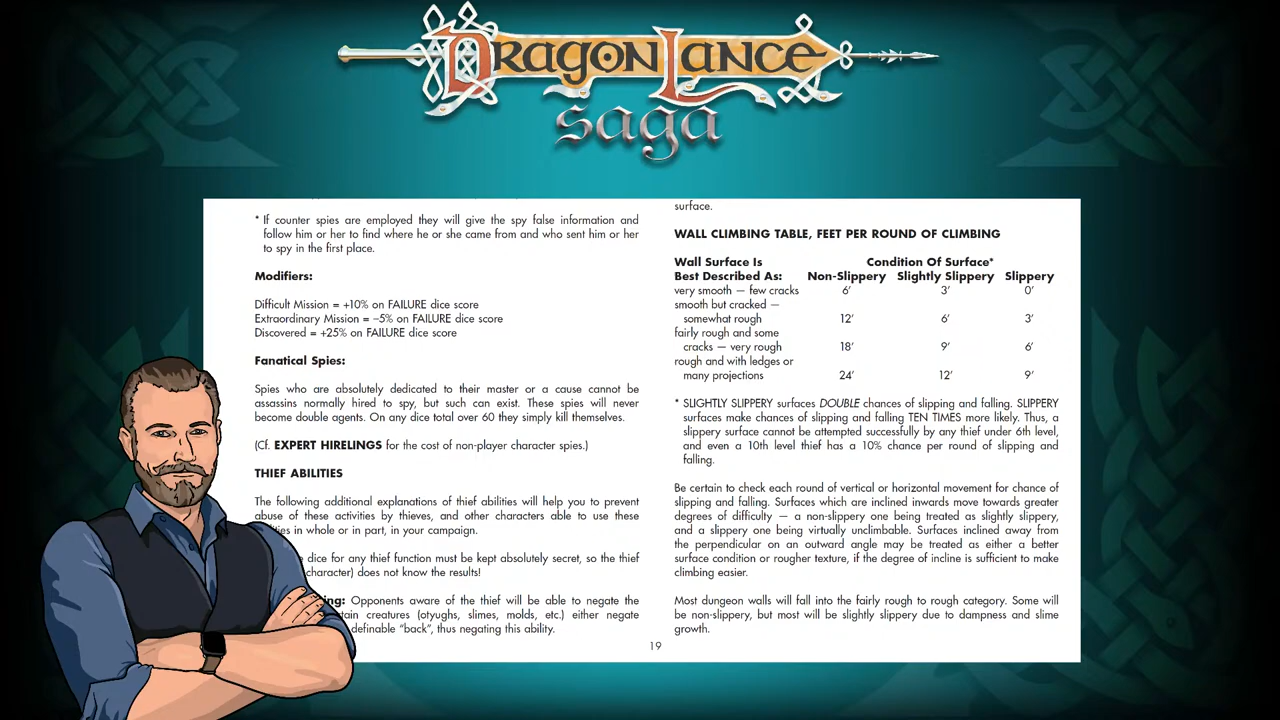 DRAGONLANCE
saga
* If counter spies are employed they will give the spy false information and
follow him or her to find where he or she came from and who sent him or her
to spy in the first place.
Modifiers:
Difficult Mission = +10% on FAILURE dice score
Extraordinary Mission = –5% on FAILURE dice score
Discovered = +25% on FAILURE dice score
Fanatical Spies:
Spies who are absolutely dedicated to their master or a cause cannot be
assassins normally hired to spy, but such can exist. These spies will never
become double agents. On any dice total over 60 they simply kill themselves.
(Cf. EXPERT HIRELINGS for the cost of non-player character spies.)
THIEF ABILITIES
The following additional explanations of thief abilities will help you to prevent
abuse of these activities by thieves, and other characters able to use these
in whole or in part, in your campaign.
dice for any thief function must be kept absolutely secret, so the thief
character) does not know the results!
Opponents aware of the thief will be able to negate the
creatures (otyughs, slimes, molds, etc.) either negate
definable "back", thus negating this ability.
surface.
WALL CLIMBING TABLE, FEET PER ROUND OF CLIMBING
Wall Surface Is Condition Of Surface*
Best Described As: Non-Slippery Slightly Slippery Slippery
very smooth — few cracks 6' 3' 0'
smooth but cracked —
somewhat rough 12' 6' 3'
fairly rough and some
cracks — very rough 18' 9' 6'
rough and with ledges or
many projections 24' 12' 9'
* SLIGHTLY SLIPPERY surfaces DOUBLE chances of slipping and falling. SLIPPERY
surfaces make chances of slipping and falling TEN TIMES more likely. Thus, a
slippery surface cannot be attempted successfully by any thief under 6th level,
and even a 10th level thief has a 10% chance per round of slipping and
falling.
Be certain to check each round of vertical or horizontal movement for chance of
slipping and falling. Surfaces which are inclined inwards move towards greater
degrees of difficulty — a non-slippery one being treated as slightly slippery,
and a slippery one being virtually unclimbable. Surfaces inclined away from
the perpendicular on an outward angle may be treated as either a better
surface condition or rougher texture, if the degree of incline is sufficient to make
climbing easier.
Most dungeon walls will fall into the fairly rough to rough category. Some will
be non-slippery, but most will be slightly slippery due to dampness and slime
growth.
19